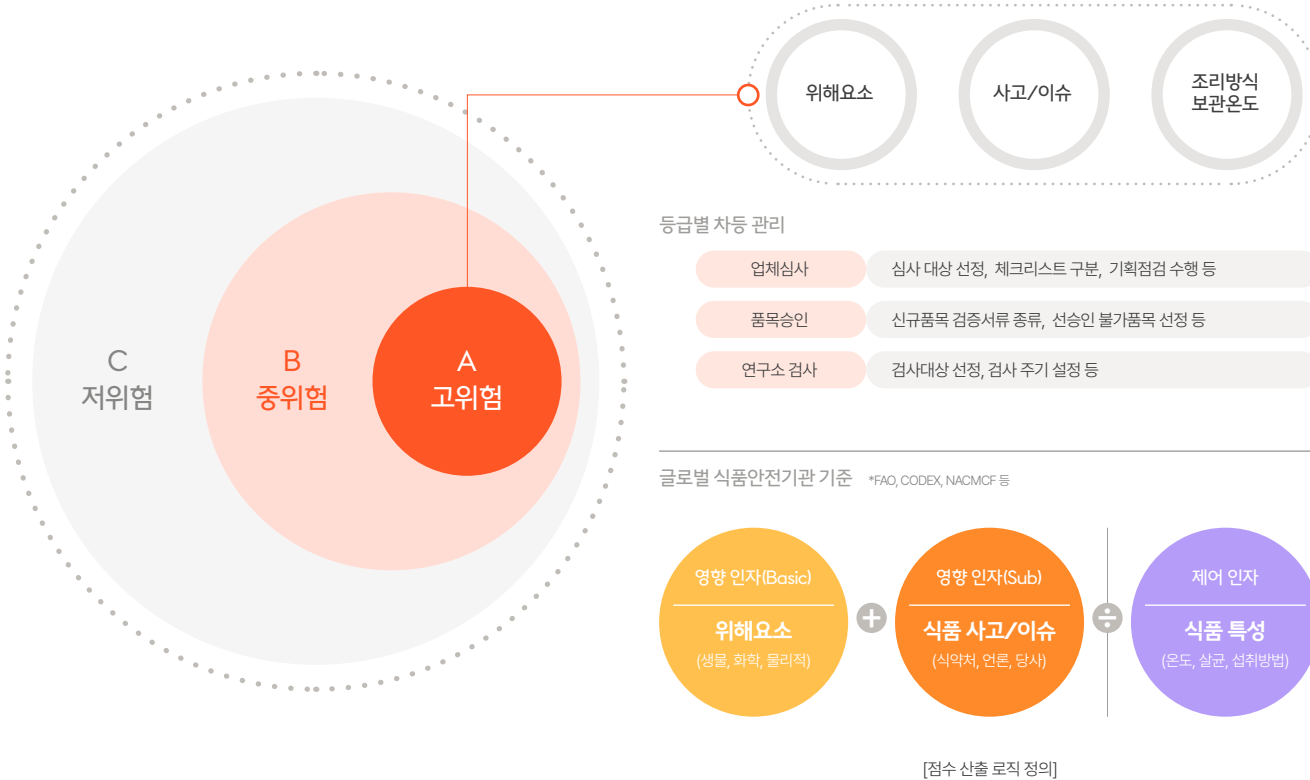 위해요소
사고/이슈
조리방식
보관온도
C
저위험
B
중위험
A
고위험
등급별 차등 관리
업체심사
심사 대상 선정, 체크리스트 구분, 기획점검 수행 등
품목승인
신규품목 검증서류 종류, 선승인 불가품목 선정 등
연구소 검사
검사대상 선정, 검사 주기 설정 등
글로벌 식품안전기관 기준 *FAO, CODEX, NACMCF 등
영향 인자(Basic)
위해요소
(생물, 화학, 물리적)
+
영향 인자(Sub)
식품 사고/이슈
(식약처, 언론, 당사)
÷
제어 인자
식품 특성
(온도, 살균, 섭취방법)
[점수 산출 로직 정의]